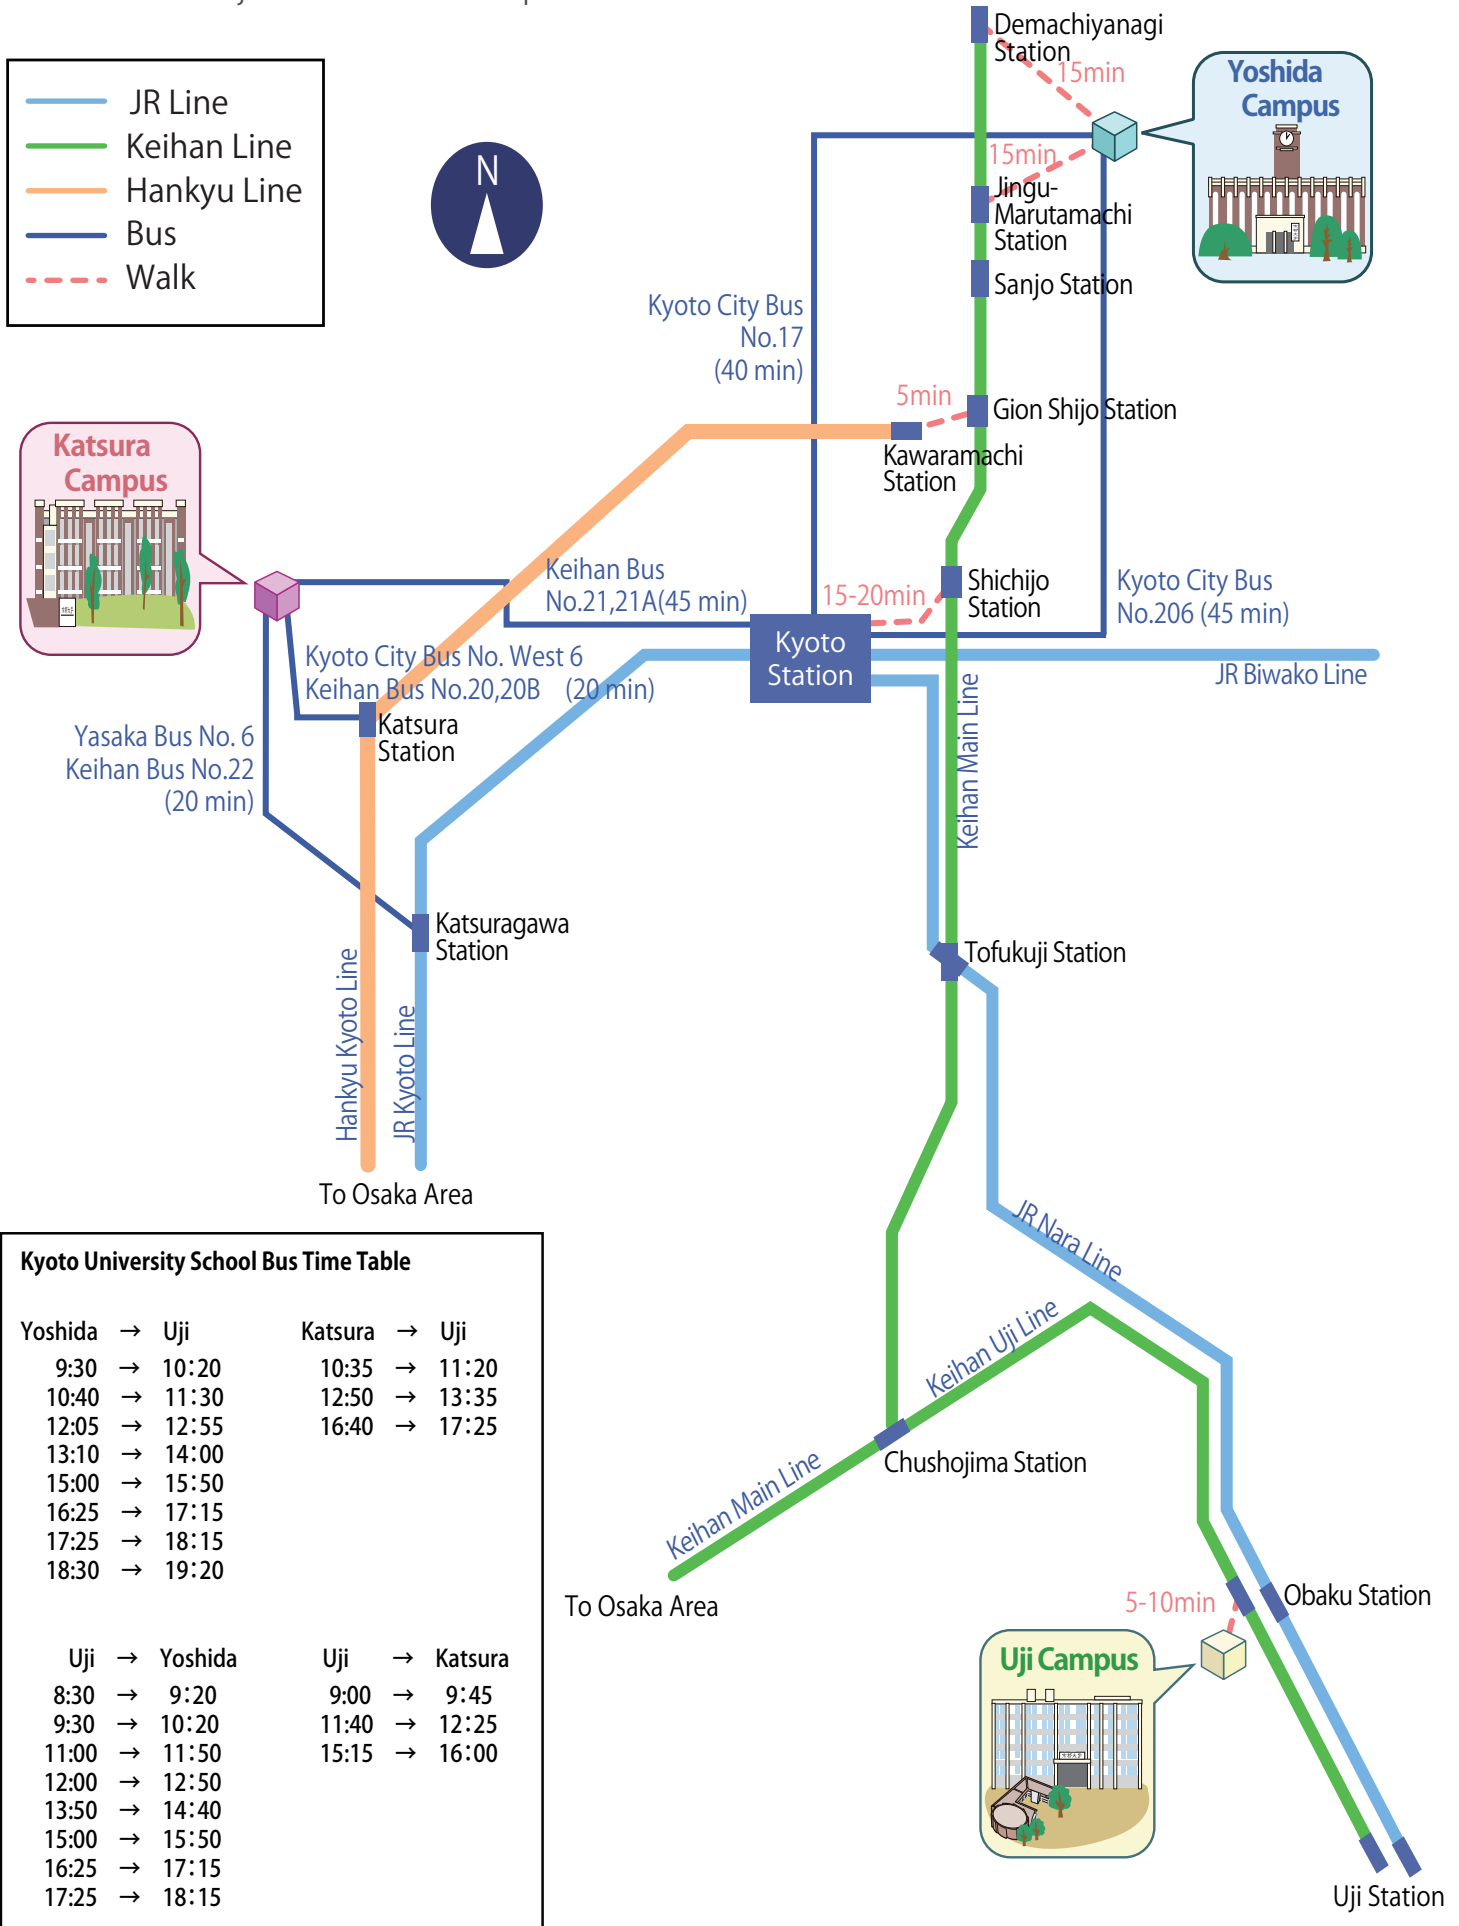 Demachiyanagi
Station
15min
Yoshida
Campus
JR Line
Keihan Line
Hankyu Line
Bus
Walk
N
15min
Jingu-
Marutamachi
Station
Sanjo Station
Kyoto City Bus
No.17
(40 min)
5min
Gion Shijo Station
Kawaramachi
Station
Katsura
Campus
Keihan Bus
No.21,21A(45 min)
15-20min
Shichijo
Station
Kyoto City Bus
No.206 (45 min)
Kyoto
Station
JR Biwako Line
Kyoto City Bus No. West 6
Keihan Bus No.20,20B (20 min)
Katsura
Station
Yasaka Bus No. 6
Keihan Bus No.22
(20 min)
Keihan Main Line
Katsuragawa
Station
Tofukuji Station
Hankyu Kyoto Line
JR Kyoto Line
To Osaka Area
JR Nara Line
Keihan Uji Line
Chushojima Station
Keihan Main Line
To Osaka Area
5-10min
Obaku Station
Uji Campus
Uji Station
Kyoto University School Bus Time Table
Yoshida → Uji
9:30 → 10:20
10:40 → 11:30
12:05 → 12:55
13:10 → 14:00
15:00 → 15:50
16:25 → 17:15
17:25 → 18:15
18:30 → 19:20
Katsura → Uji
10:35 → 11:20
12:50 → 13:35
16:40 → 17:25
Uji → Yoshida
8:30 → 9:20
9:30 → 10:20
11:00 → 11:50
12:00 → 12:50
13:50 → 14:40
15:00 → 15:50
16:25 → 17:15
17:25 → 18:15
Uji → Katsura
9:00 → 9:45
11:40 → 12:25
15:15 → 16:00